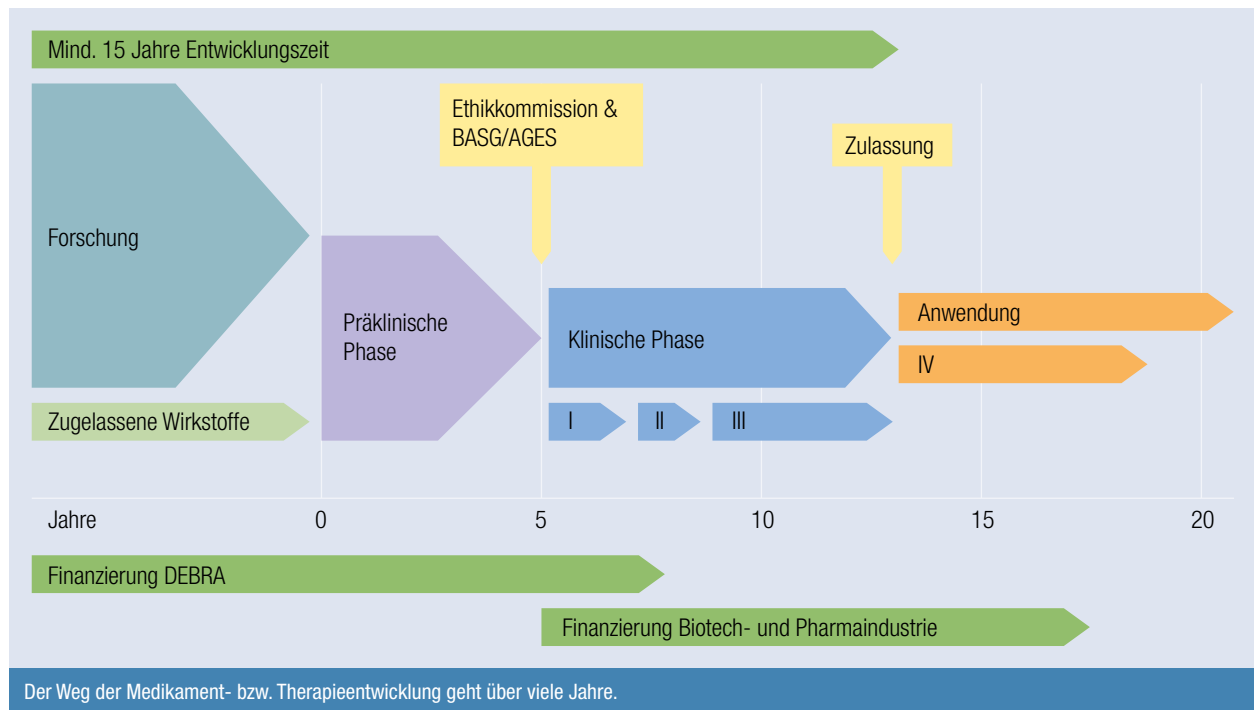 Mind. 15 Jahre Entwicklungszeit
Ethikkommission &
BASG/AGES
Zulassung
Forschung
Präklinische
Phase
Klinische Phase
Anwendung
IV
Zugelassene Wirkstoffe
I
II
III
Jahre
0
5
10
15
20
Finanzierung DEBRA
Finanzierung Biotech- und Pharmaindustrie
Der Weg der Medikament- bzw. Therapieentwicklung geht über viele Jahre.